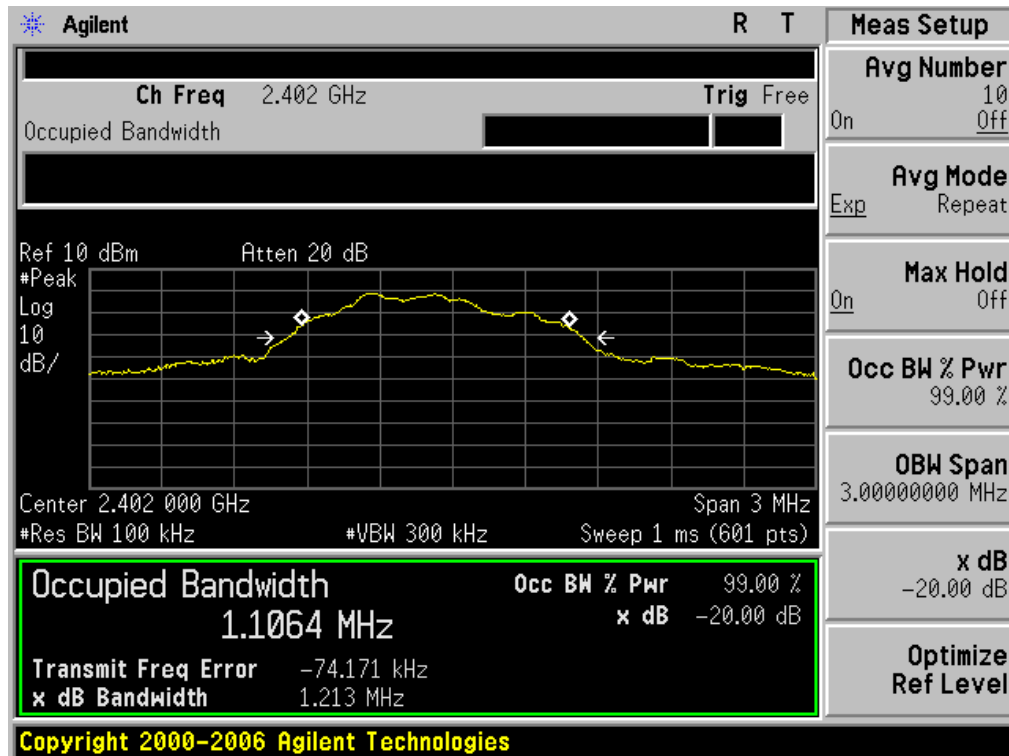 Agilent
R T
Ch Freq 2.402 GHz
Trig Free
Occupied Bandwidth
Ref 10 dBm
Atten 20 dB
#Peak
Log
10
dB/
Center 2.402 000 GHz
Span 3 MHz
#Res BW 100 kHz
#VBW 300 kHz
Sweep 1 ms (601 pts)
Occupied Bandwidth
1.1064 MHz
Occ BW % Pwr 99.00 %
x dB -20.00 dB
Transmit Freq Error -74.171 kHz
x dB Bandwidth 1.213 MHz
Copyright 2000-2006 Agilent Technologies
Meas Setup
Avg Number
10
On Off
Avg Mode
Exp Repeat
Max Hold
On Off
Occ BW % Pwr
99.00 %
OBW Span
3.00000000 MHz
x dB
-20.00 dB
Optimize
Ref Level